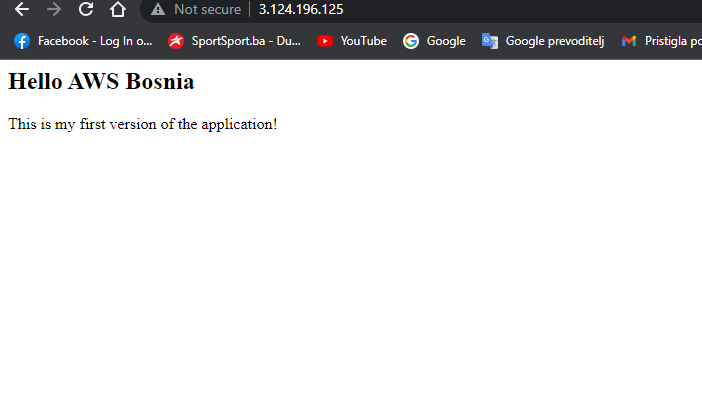 Not secure 3.124.196.125
Facebook - Log In o... SportSport.ba - Du... YouTube Google Google prevoditelj Pristigla po
Hello AWS Bosnia
This is my first version of the application!